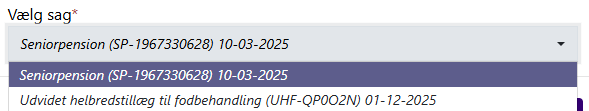 Vælg sag*
Seniorpension (SP-1967330628) 10-03-2025
Seniorpension (SP-1967330628) 10-03-2025
Udvidet helbredstillæg til fodbehandling (UHF-QP0O2N) 01-12-2025